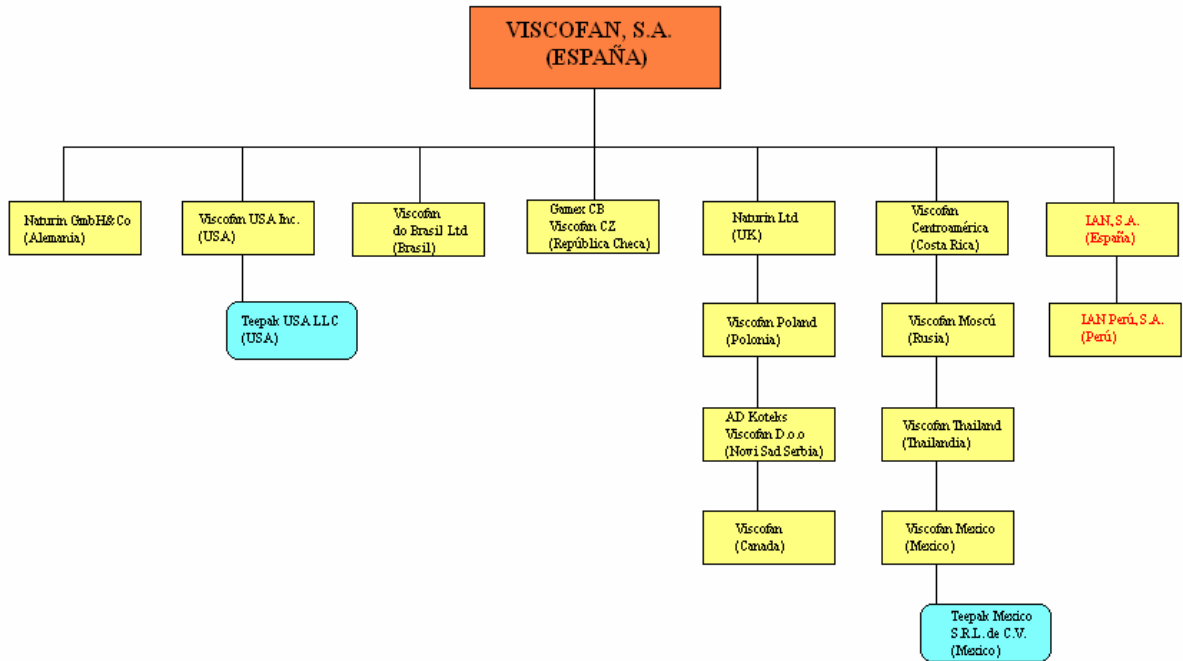 VISCOFAN, S.A.
(ESPAÑA)
Naturin GmbH&Co
(Alemania)
Viscofan USA Inc.
(USA)
Viscofan
do Brasil Ltd
(Brasil)
Gamex CB
Viscofan CZ
(República Checa)
Naturin Ltd
(UK)
Viscofan
Centroamérica
(Costa Rica)
IAN, S.A.
(España)
Teepak USA LLC
(USA)
Viscofan Poland
(Polonia)
Viscofan Moscú
(Rusia)
IAN Perú, S.A.
(Perú)
AD Koteks
Viscofan D.o.o
(Nowi Sad Serbia)
Viscofan Thailand
(Thailandia)
Viscofan
(Canada)
Viscofan Mexico
(Mexico)
Teepak Mexico
S.R.L. de C.V.
(Mexico)